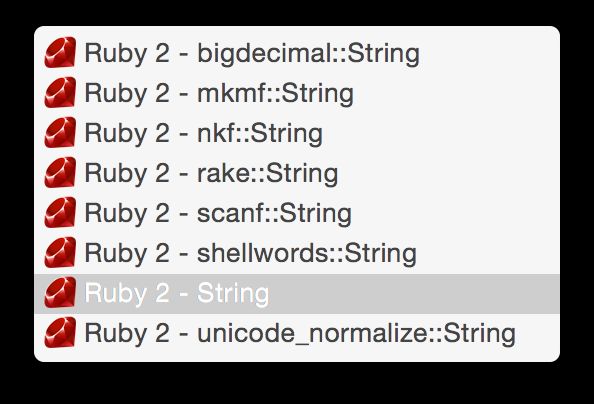 Ruby 2 - bigdecimal::String
Ruby 2 - mkmf::String
Ruby 2 - nkf::String
Ruby 2 - rake::String
Ruby 2 - scanf::String
Ruby 2 - shellwords::String
Ruby 2 - String
Ruby 2 - unicode_normalize::String